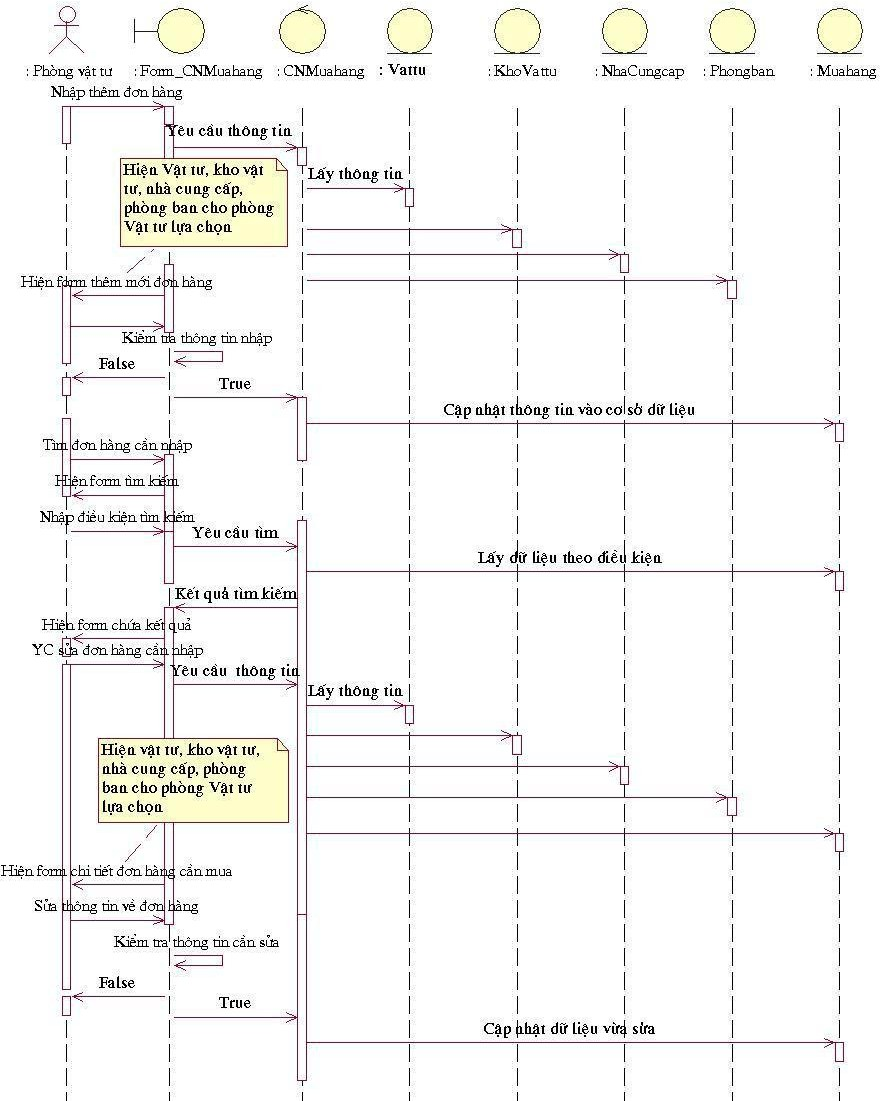 : Phòng vật tư
: Form_CNMuahang
: CNMuahang
: Vattu
: KhoVattu
: NhaCungcap
: Phongban
: Muahang
Nhập thêm đơn hàng
Yêu cầu thông tin
Hiện Vật tư, kho vật
tư, nhà cung cấp,
phòng ban cho phòng
Vật tư lựa chọn
Lấy thông tin
Hiện form thêm mới đơn hàng
Kiểm tra thông tin nhập
False
True
Cập nhật thông tin vào cơ sở dữ liệu
Tìm đơn hàng cần nhập
Hiện form tìm kiếm
Nhập điều kiện tìm kiếm
Yêu cầu tìm
Lấy dữ liệu theo điều kiện
Kết quả tìm kiếm
Hiện form chứa kết quả
YC sửa đơn hàng cần nhập
Yêu cầu thông tin
Lấy thông tin
Hiện vật tư, kho vật tư,
nhà cung cấp, phòng
ban cho phòng Vật tư
lựa chọn
Hiện form chi tiết đơn hàng cần mua
Sửa thông tin về đơn hàng
Kiểm tra thông tin cần sửa
False
True
Cập nhật dữ liệu vừa sửa